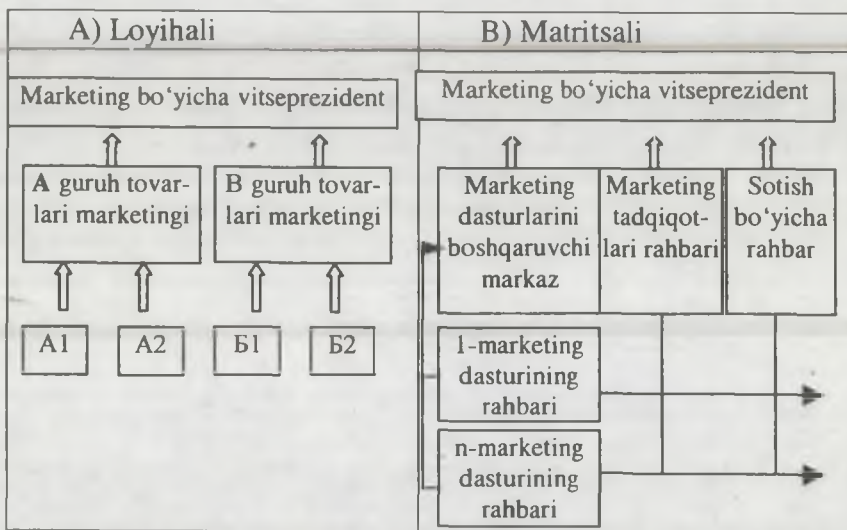 A) Loyihali
Marketing bo‘yicha vitseprezident
A guruh tovar-
lari marketingi
B guruh tovar-
lari marketingi
A1
A2
Б1
Б2
B) Matritsali
Marketing bo‘yicha vitseprezident
Marketing
dasturlarini
boshqaruvchi
markaz
Marketing
tadqiqot-
lari rahbari
Sotish
bo‘yicha
rahbar
1-marketing
dasturining
rahbari
n-marketing
dasturining
rahbari